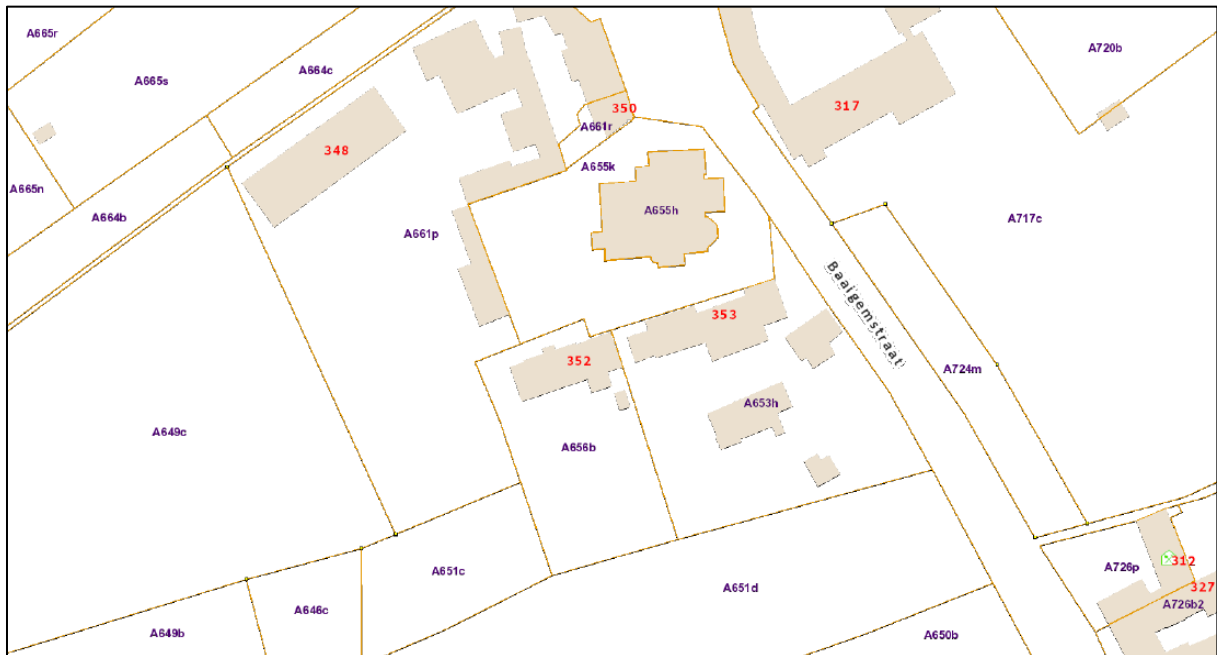 A665r
A720b
A664c
A665s
350
317
A661r
348
A655k
A665n
A655h
A664b
A717c
A661p
Baaigemstraat
353
352
A724m
A653h
A649c
A656b
312
A651c
A726p
A651d
327
A646c
A726b2
A649b
A650b